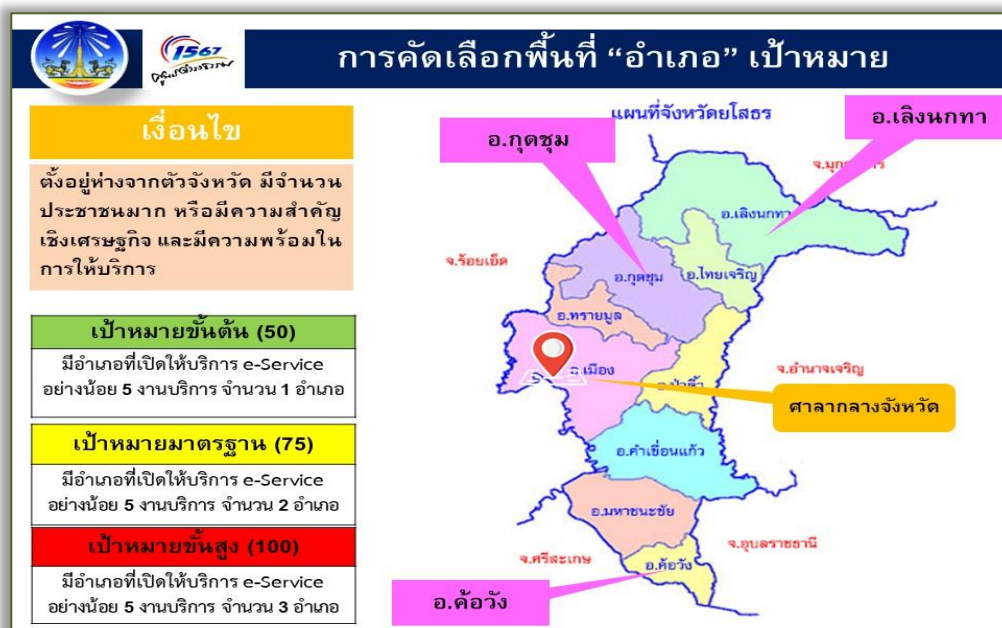 1567
การคัดเลือกพื้นที่ “อำเภอ” เป้าหมาย
เงื่อนไข
ตั้งอยู่ห่างจากตัวจังหวัด มีจำนวน
ประชาชนมาก หรือมีความสำคัญ
เชิงเศรษฐกิจ และมีความพร้อมใน
การให้บริการ
เป้าหมายขั้นต้น (50)
มีอำเภอที่เปิดให้บริการ e-Service
อย่างน้อย 5 งานบริการ จำนวน 1 อำเภอ
เป้าหมายมาตรฐาน (75)
มีอำเภอที่เปิดให้บริการ e-Service
อย่างน้อย 5 งานบริการ จำนวน 2 อำเภอ
เป้าหมายขั้นสูง (100)
มีอำเภอที่เปิดให้บริการ e-Service
อย่างน้อย 5 งานบริการ จำนวน 3 อำเภอ
แผนที่จังหวัดยโสธร
อ.กุดชุม
อ.เลิงนกทา
อ.เลิงนกทา
จ.ร้อยเอ็ด
อ.กุดชุม
อ.ไทยเจริญ
อ.ทรายมูล
อ.เมือง
จ.อำนาจเจริญ
ศาลากลางจังหวัด
อ.คำเขื่อนแก้ว
อ.มหาชนะชัย
จ.อุบลราชธานี
จ.ศรีสะเกษ
อ.ค้อวัง
อ.ค้อวัง